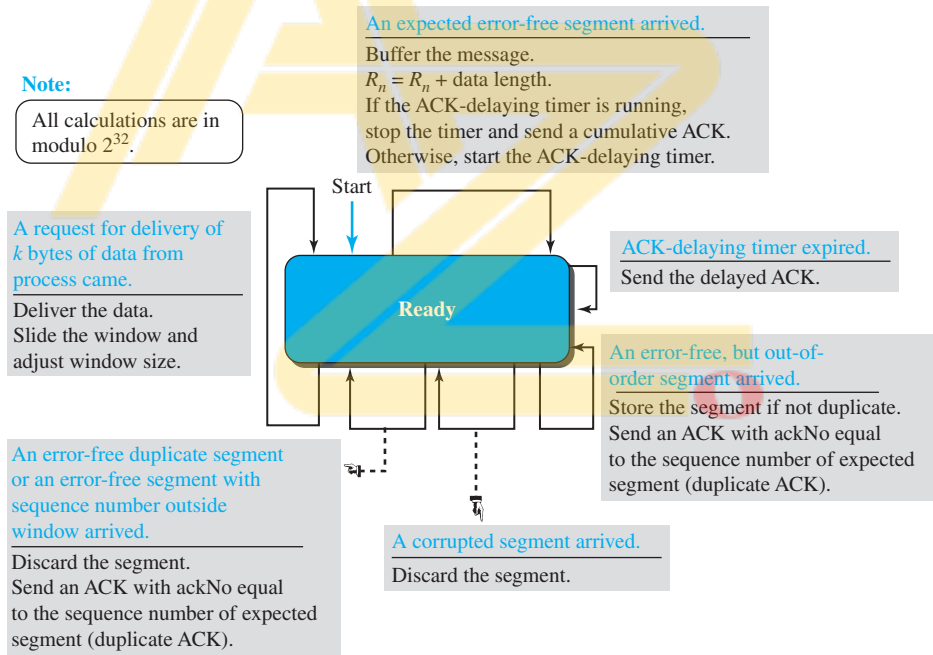 An expected error-free segment arrived.
Buffer the message.
Rn = Rn + data length.
If the ACK-delaying timer is running,
stop the timer and send a cumulative ACK.
Otherwise, start the ACK-delaying timer.
Note:
All calculations are in
modulo 2^32.
Start
A request for delivery of
k bytes of data from
process came.
Deliver the data.
Slide the window and
adjust window size.
Ready
ACK-delaying timer expired.
Send the delayed ACK.
An error-free, but out-of-
order segment arrived.
Store the segment if not duplicate.
Send an ACK with ackNo equal
to the sequence number of expected
segment (duplicate ACK).
An error-free duplicate segment
or an error-free segment with
sequence number outside
window arrived.
Discard the segment.
Send an ACK with ackNo equal
to the sequence number of expected
segment (duplicate ACK).
A corrupted segment arrived.
Discard the segment.